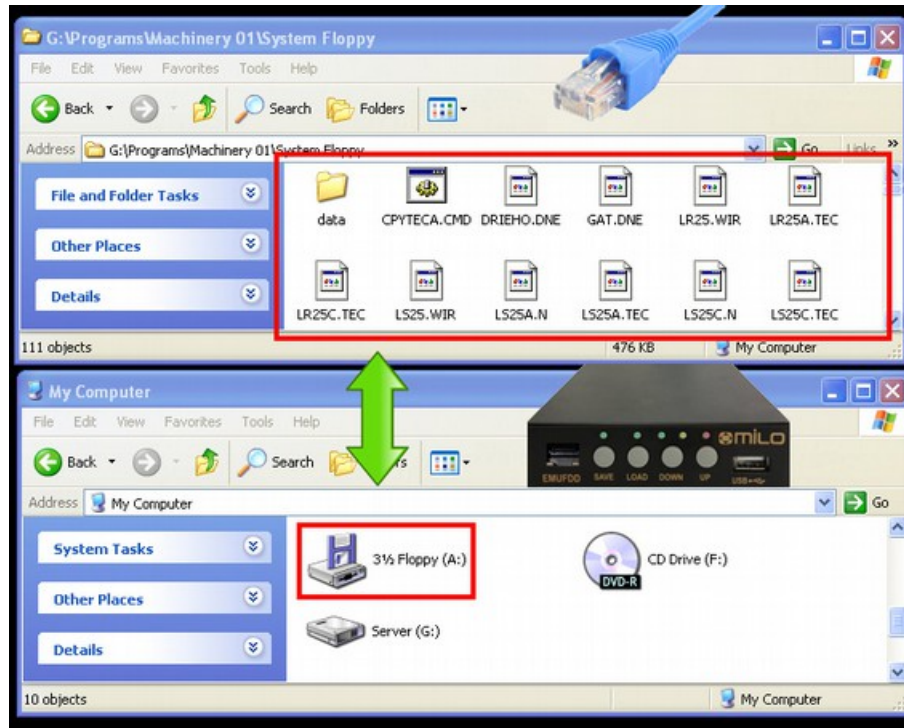 G:\Programs\Machinery 01\System Floppy
File Edit View Favorites Tools Help
Back Search Folders
Address G:\Programs\Machinery 01\System Floppy Go Links »
File and Folder Tasks
Other Places
Details
data CPYTECA.CMD DRIEHO.DNE GAT.DNE LR25.WIR LR25A.TEC
LR25C.TEC LS25.WIR LS25A.N LS25A.TEC LS25C.N LS25C.TEC
111 objects 476 KB My Computer
My Computer
File Edit View Favorites Tools Help
milo
Back Search
EMUFDD SAVE LOAD DOWN UP USB
Address My Computer Go
System Tasks
Other Places
Details
3½ Floppy (A:) CD Drive (F:)
DVD-R
Server (G:)
10 objects My Computer